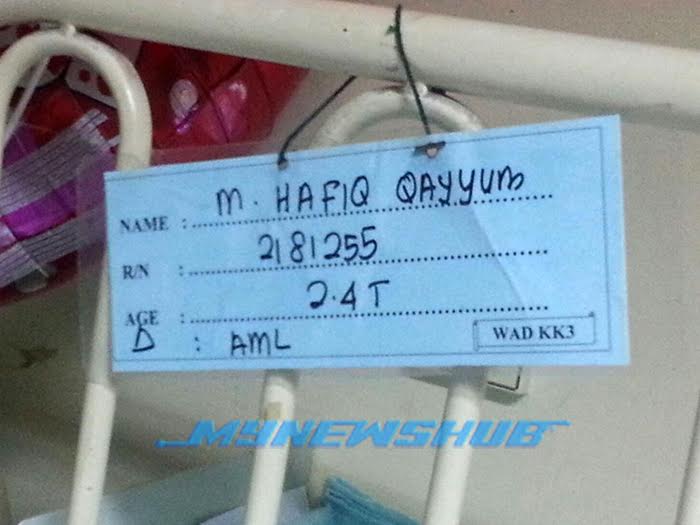 NAME : M. HAFIQ QAYYUM
R/N : 2181255
AGE : 2.4 T
D : AML
WAD KK3
MYNEWSHUB